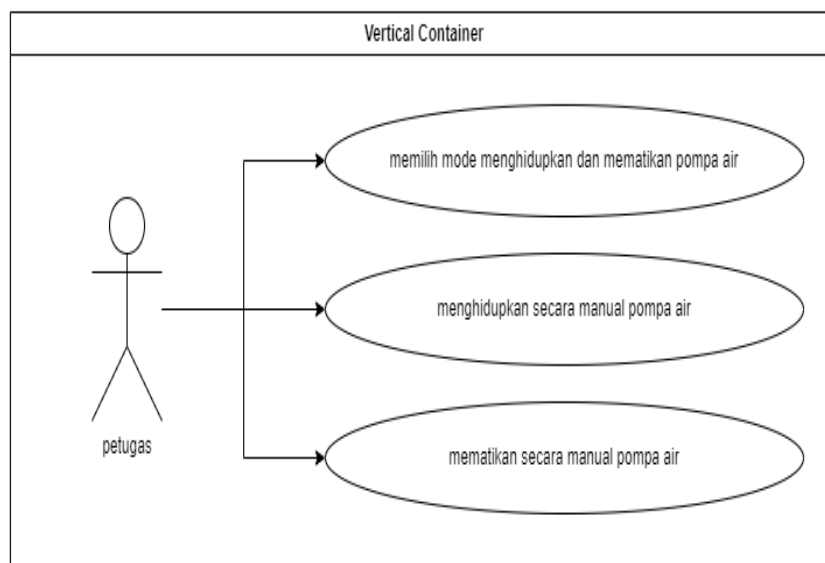 Vertical Container
memilih mode menghidupkan dan mematikan pompa air
menghidupkan secara manual pompa air
petugas
mematikan secara manual pompa air